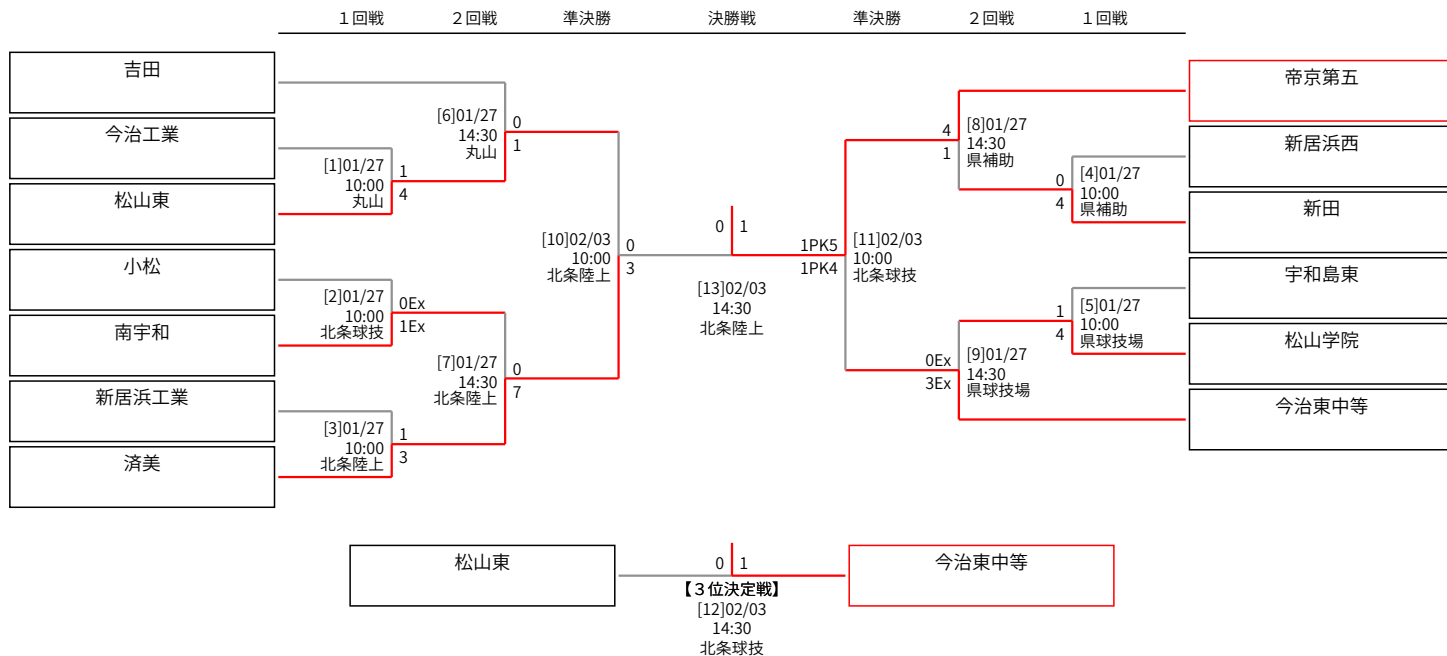 １回戦 ２回戦 準決勝 決勝戦 準決勝 ２回戦 １回戦
吉田
今治工業
松山東
小松
南宇和
新居浜工業
済美
[1]01/27
10:00
丸山
1
4
[2]01/27
10:00
北条球技
0Ex
1Ex
[3]01/27
10:00
北条陸上
1
3
[6]01/27
14:30
丸山
0
1
[7]01/27
14:30
北条陸上
0
7
[10]02/03
10:00
北条陸上
0
3
0 1
[13]02/03
14:30
北条陸上
1PK5
1PK4
[11]02/03
10:00
北条球技
4
1
[8]01/27
14:30
県補助
0Ex
3Ex
[9]01/27
14:30
県球技場
0
4
[4]01/27
10:00
県補助
1
4
[5]01/27
10:00
県球技場
帝京第五
新居浜西
新田
宇和島東
松山学院
今治東中等
松山東
0 1
今治東中等
【３位決定戦】
[12]02/03
14:30
北条球技